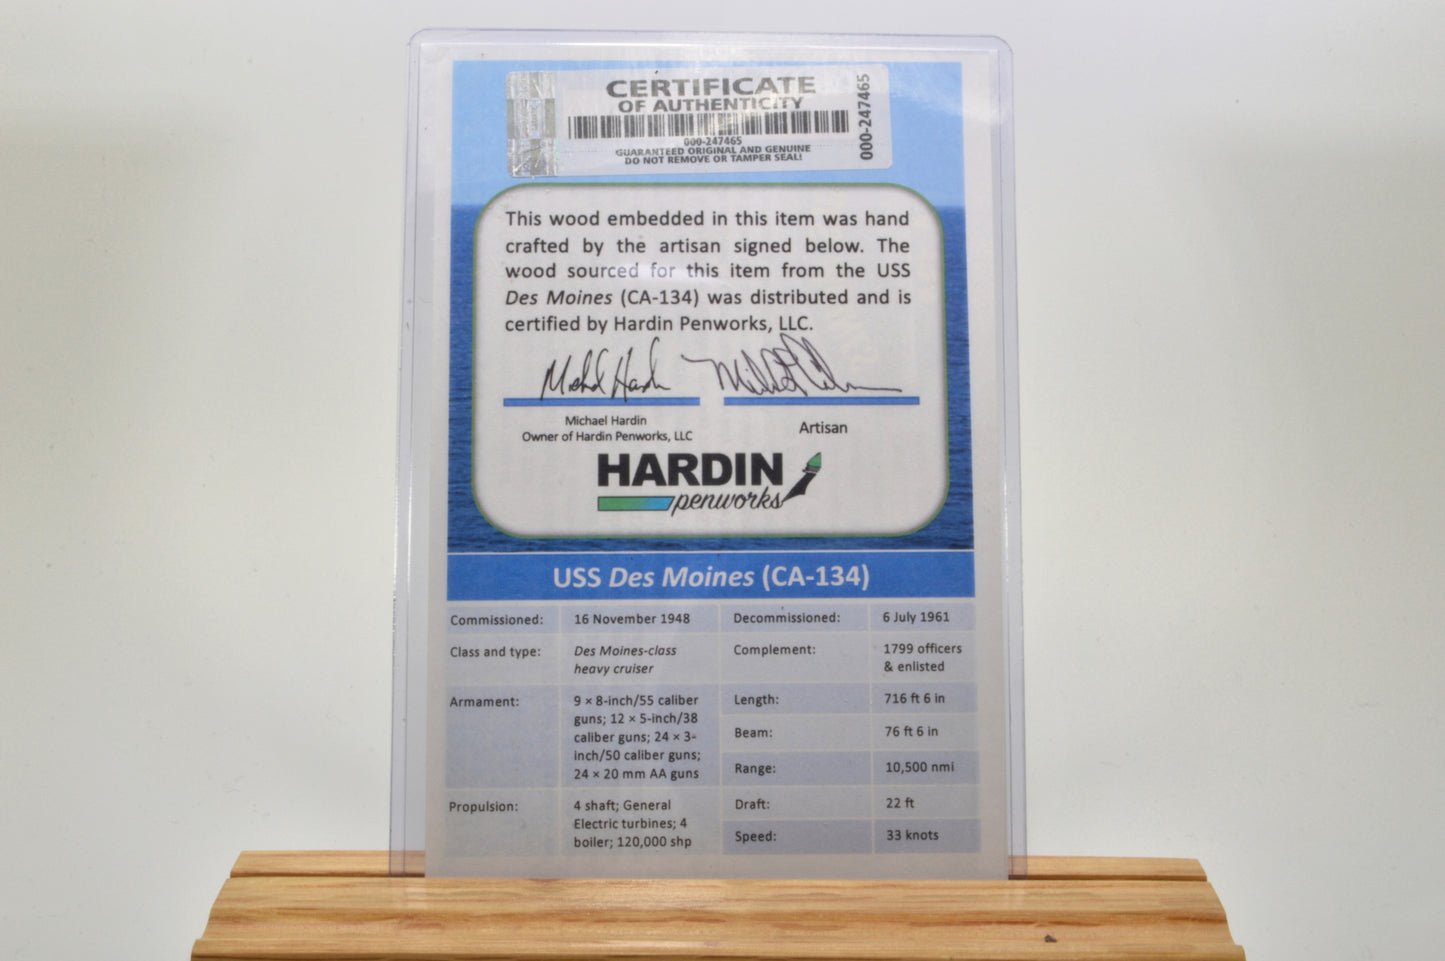 CERTIFICATE
OF AUTHENTICITY
000-247465
GUARANTEED ORIGINAL AND GENUINE
DO NOT REMOVE OR TAMPER SEAL!
000-247465
This wood embedded in this item was hand
crafted by the artisan signed below. The
wood sourced for this item from the USS
Des Moines (CA-134) was distributed and is
certified by Hardin Penworks, LLC.
Michael Hardin
Owner of Hardin Penworks, LLC
Artisan
HARDIN
penworks
USS Des Moines (CA-134)
Commissioned: 16 November 1948 Decommissioned: 6 July 1961
Class and type: Des Moines-class
heavy cruiser
Complement: 1799 officers
& enlisted
Armament: 9 × 8-inch/55 caliber
guns; 12 × 5-inch/38
caliber guns; 24 × 3-
inch/50 caliber guns;
24 × 20 mm AA guns
Length: 716 ft 6 in
Beam: 76 ft 6 in
Range: 10,500 nmi
Propulsion: 4 shaft; General
Electric turbines; 4
boiler; 120,000 shp
Draft: 22 ft
Speed: 33 knots